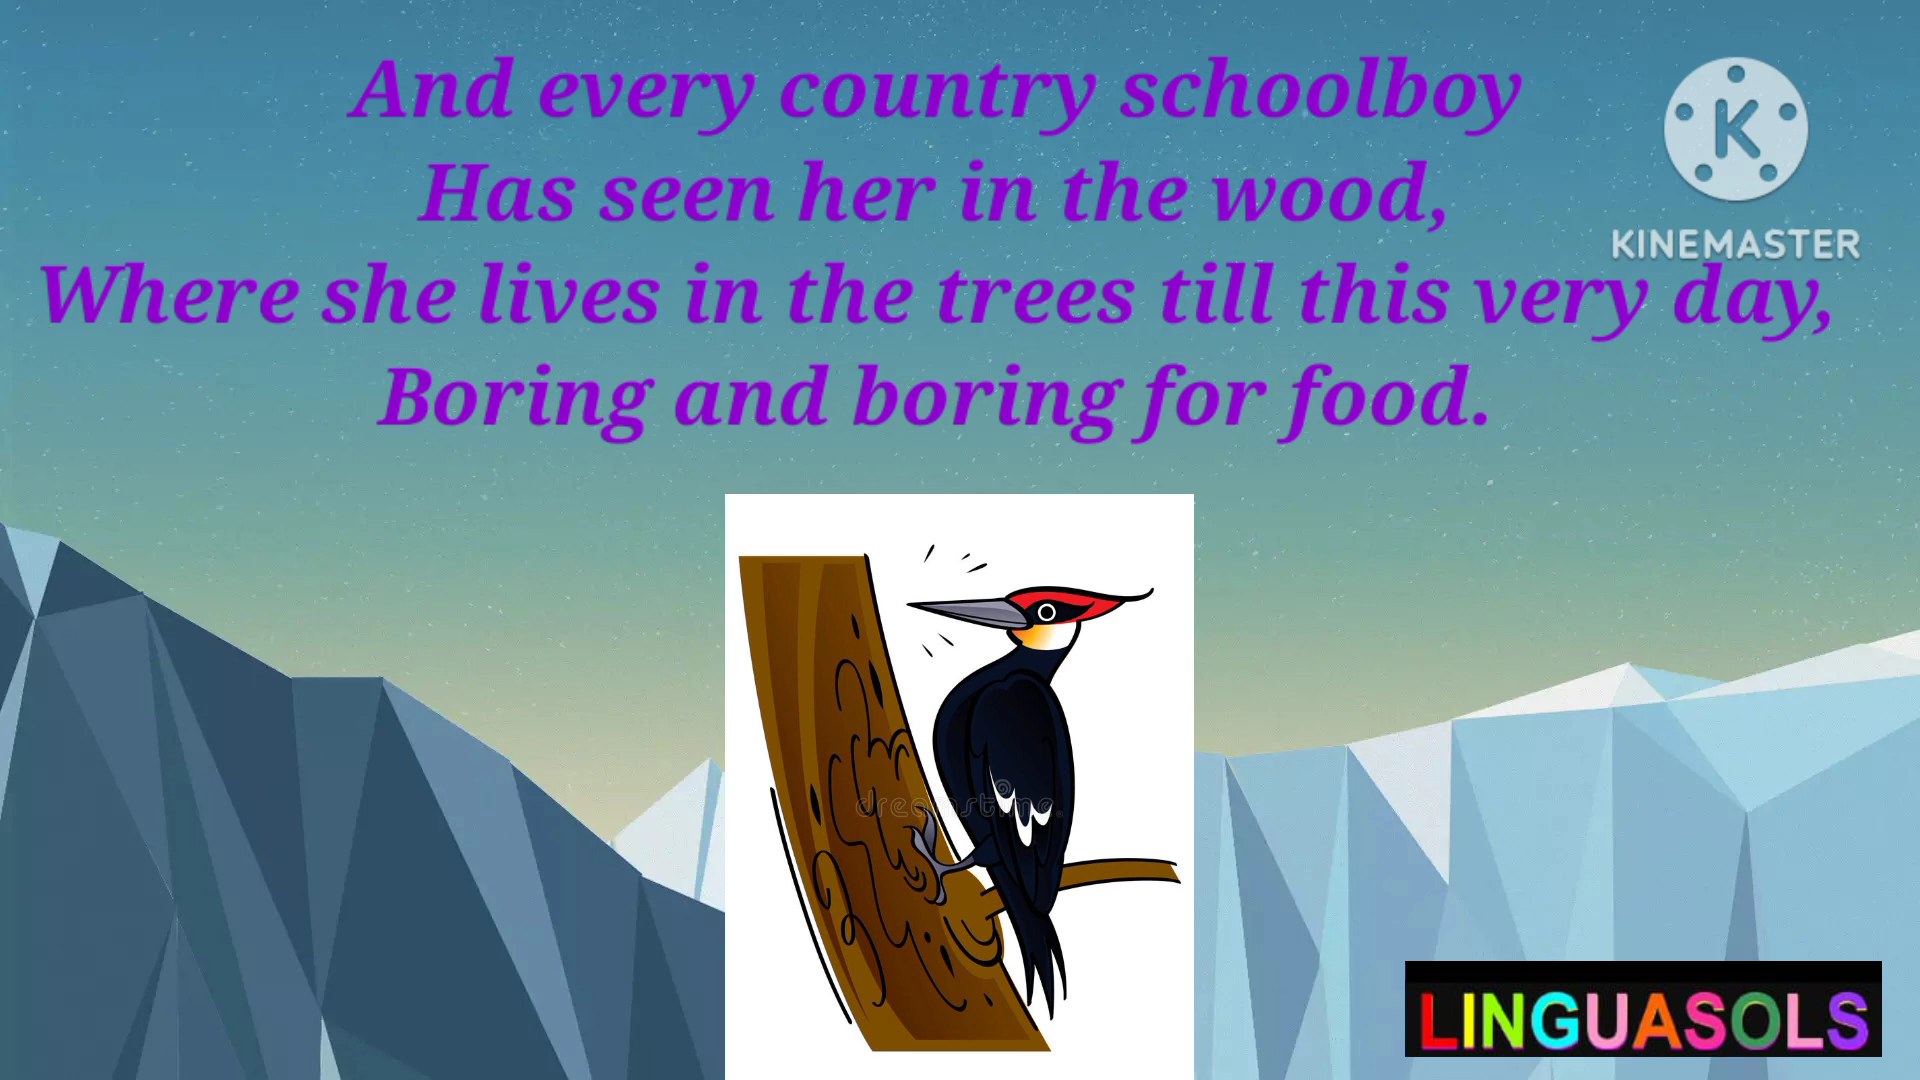 And every country schoolboy
Has seen her in the wood,
Where she lives in the trees till this very day,
Boring and boring for food.
K
KINEMASTER
dreamstime.
LINGUASOLS